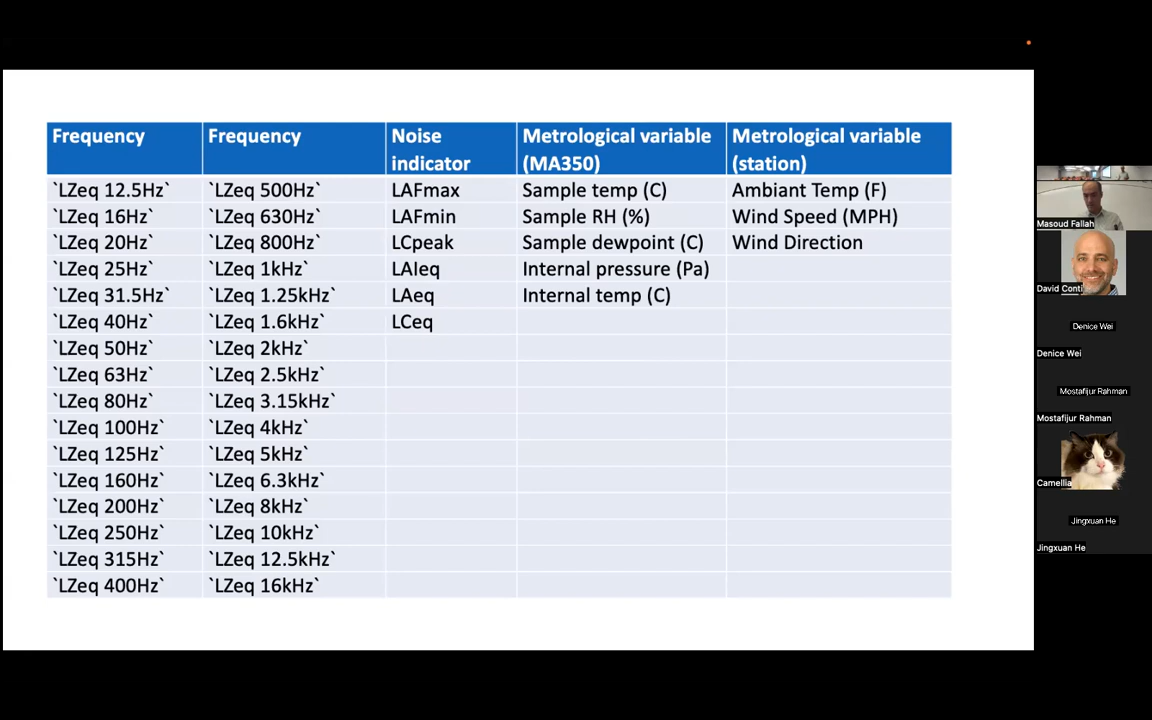 Frequency Frequency Noise indicator Metrological variable (MA350) Metrological variable (station)
`LZeq 12.5Hz` `LZeq 500Hz` LAFmax Sample temp (C) Ambiant Temp (F)
`LZeq 16Hz` `LZeq 630Hz` LAFmin Sample RH (%) Wind Speed (MPH)
`LZeq 20Hz` `LZeq 800Hz` LCpeak Sample dewpoint (C) Wind Direction
`LZeq 25Hz` `LZeq 1kHz` LAIeq Internal pressure (Pa)
`LZeq 31.5Hz` `LZeq 1.25kHz` LAeq Internal temp (C)
`LZeq 40Hz` `LZeq 1.6kHz` LCeq
`LZeq 50Hz` `LZeq 2kHz`
`LZeq 63Hz` `LZeq 2.5kHz`
`LZeq 80Hz` `LZeq 3.15kHz`
`LZeq 100Hz` `LZeq 4kHz`
`LZeq 125Hz` `LZeq 5kHz`
`LZeq 160Hz` `LZeq 6.3kHz`
`LZeq 200Hz` `LZeq 8kHz`
`LZeq 250Hz` `LZeq 10kHz`
`LZeq 315Hz` `LZeq 12.5kHz`
`LZeq 400Hz` `LZeq 16kHz`
Masoud Fallah
David Conti
Denice Wei
Denice Wei
Mostafijur Rahman
Mostafijur Rahman
Camellia
Jingxuan He
Jingxuan He